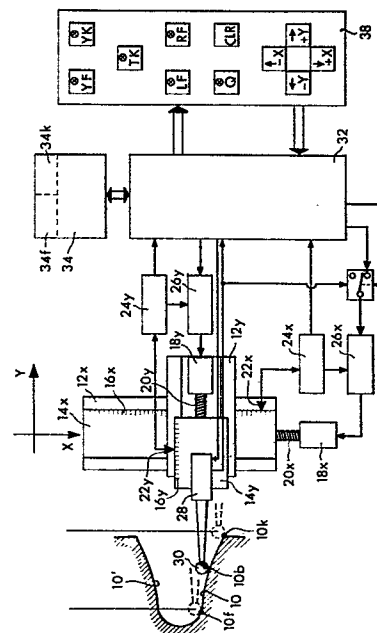 YK
RF
CLR
TK
YF
LF
Q
+Y
-X
+X
-Y
38
34k
34f
34
32
24y
26y
12y
18y
20y
22y
16y
14y
28
Y
X
12x
14x
16x
22x
24x
26x
20x
18x
10'
30
10k
10b
10
10f